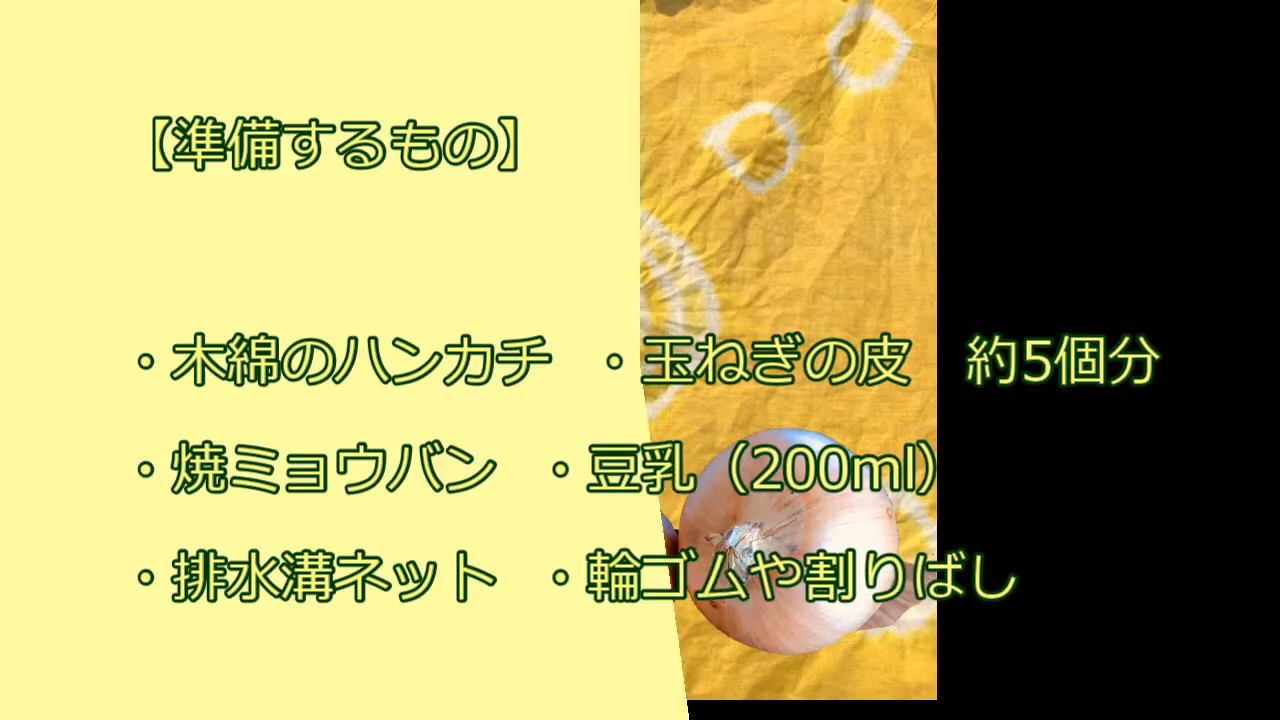 【準備するもの】
・木綿のハンカチ　・玉ねぎの皮　約5個分
・焼ミョウバン　・豆乳（200ml）
・排水溝ネット　・輪ゴムや割りばし